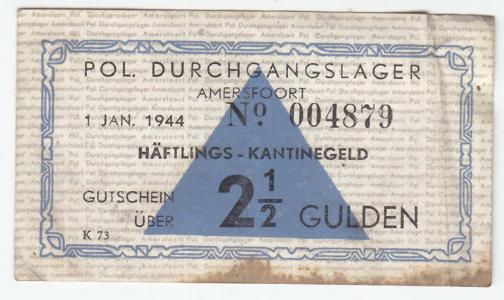 POL. DURCHGANGSLAGER
AMERSFOORT
1 JAN. 1944 No. 004879
HÄFTLINGS-KANTINEGELD
GUTSCHEIN
ÜBER 2 1/2 GULDEN
K 73